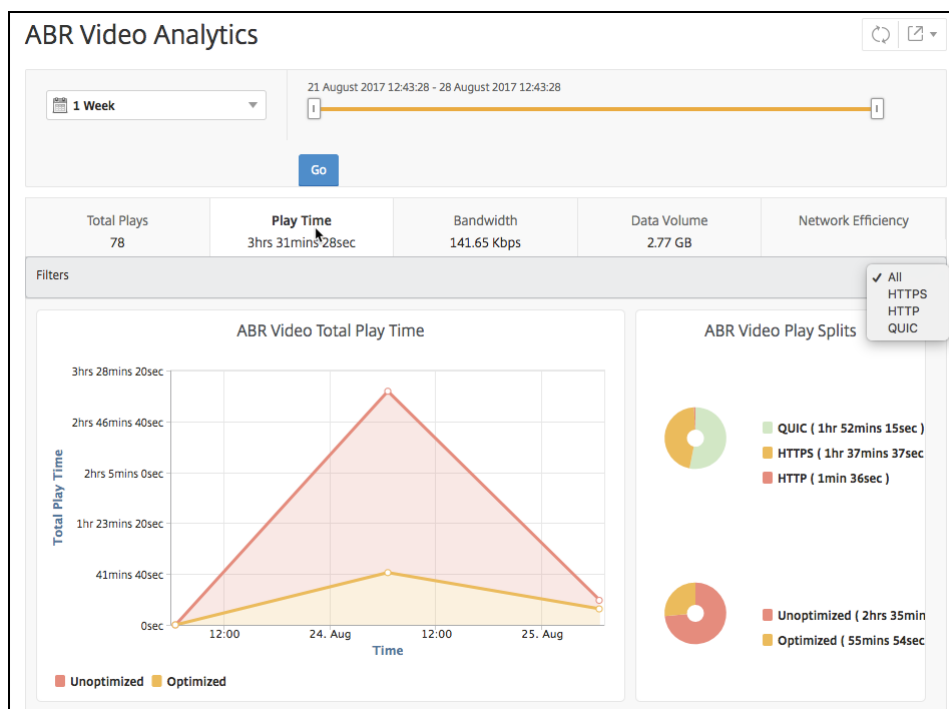 ABR Video Analytics
1 Week
21 August 2017 12:43:28 - 28 August 2017 12:43:28
Go
Total Plays
78
Play Time
3hrs 31mins 28sec
Bandwidth
141.65 Kbps
Data Volume
2.77 GB
Network Efficiency
Filters
✓ All
HTTPS
HTTP
QUIC
ABR Video Total Play Time
3hrs 28mins 20sec
2hrs 46mins 40sec
2hrs 5mins 0sec
1hr 23mins 20sec
41mins 40sec
0sec
Total Play Time
12:00
24. Aug
12:00
25. Aug
Time
Unoptimized
Optimized
ABR Video Play Splits
QUIC ( 1hr 52mins 15sec )
HTTPS ( 1hr 37mins 37sec
HTTP ( 1min 36sec )
Unoptimized ( 2hrs 35min
Optimized ( 55mins 54sec